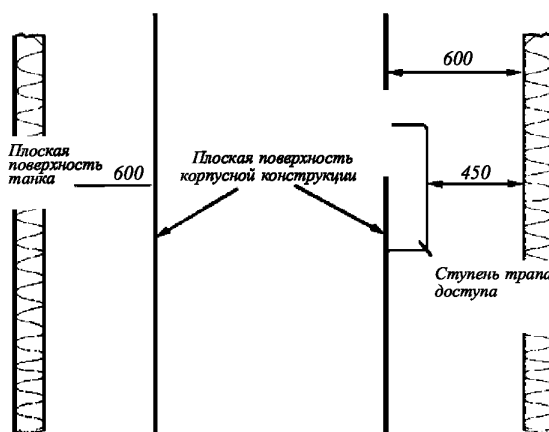 600
Плоская
поверхность
танка
600
Плоская поверхность
корпусной конструкции
450
Ступень трапа
доступа